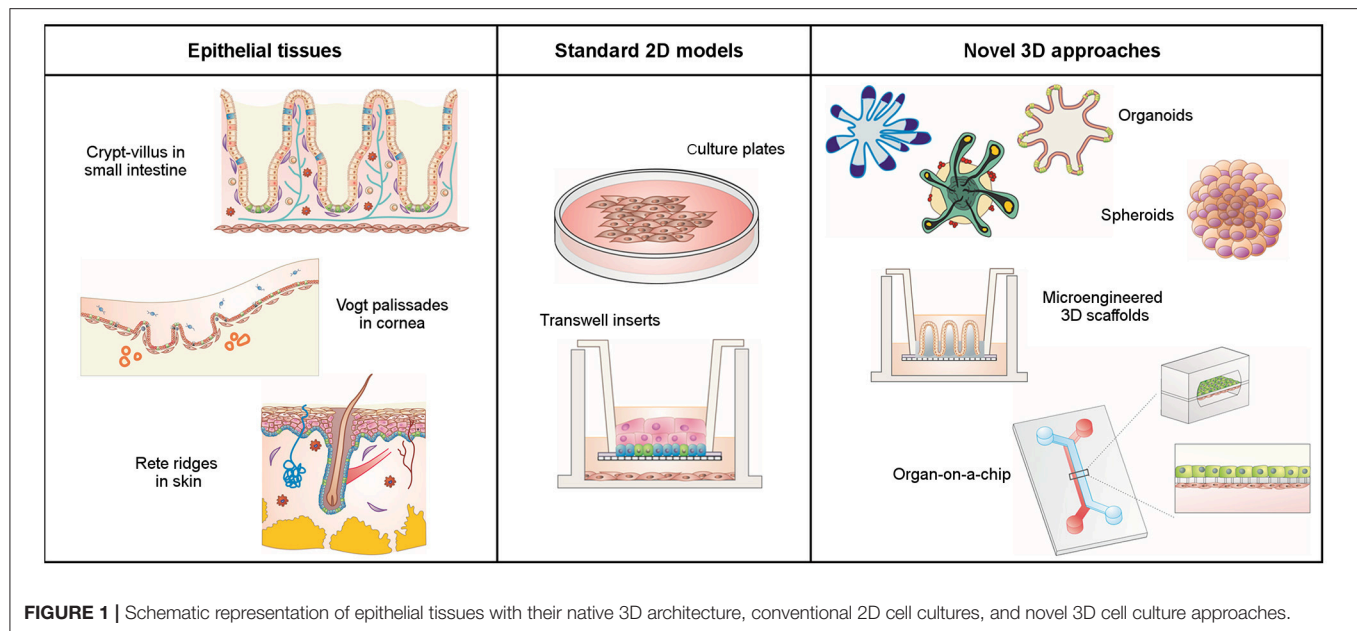 Epithelial tissues
Standard 2D models
Novel 3D approaches
Crypt-villus in
small intestine
Vogt palissades
in cornea
Rete ridges
in skin
Culture plates
Transwell inserts
Organoids
Spheroids
Microengineered
3D scaffolds
Organ-on-a-chip
FIGURE 1 | Schematic representation of epithelial tissues with their native 3D architecture, conventional 2D cell cultures, and novel 3D cell culture approaches.